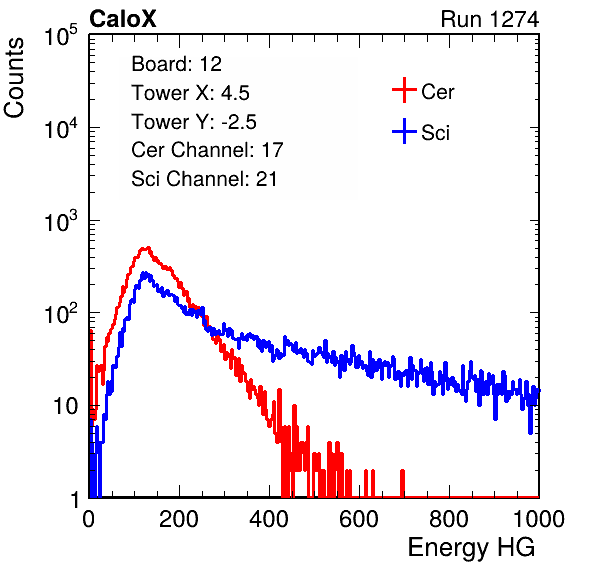 CaloX Run 1274
Counts
Board: 12
Tower X: 4.5
Tower Y: -2.5
Cer Channel: 17
Sci Channel: 21
Cer
Sci
10^5
10^4
10^3
10^2
10
1
0 200 400 600 800 1000
Energy HG